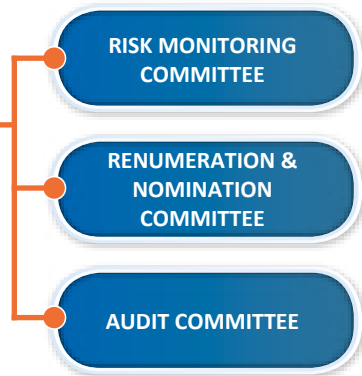 RISK MONITORING
COMMITTEE
RENUMERATION &
NOMINATION
COMMITTEE
AUDIT COMMITTEE